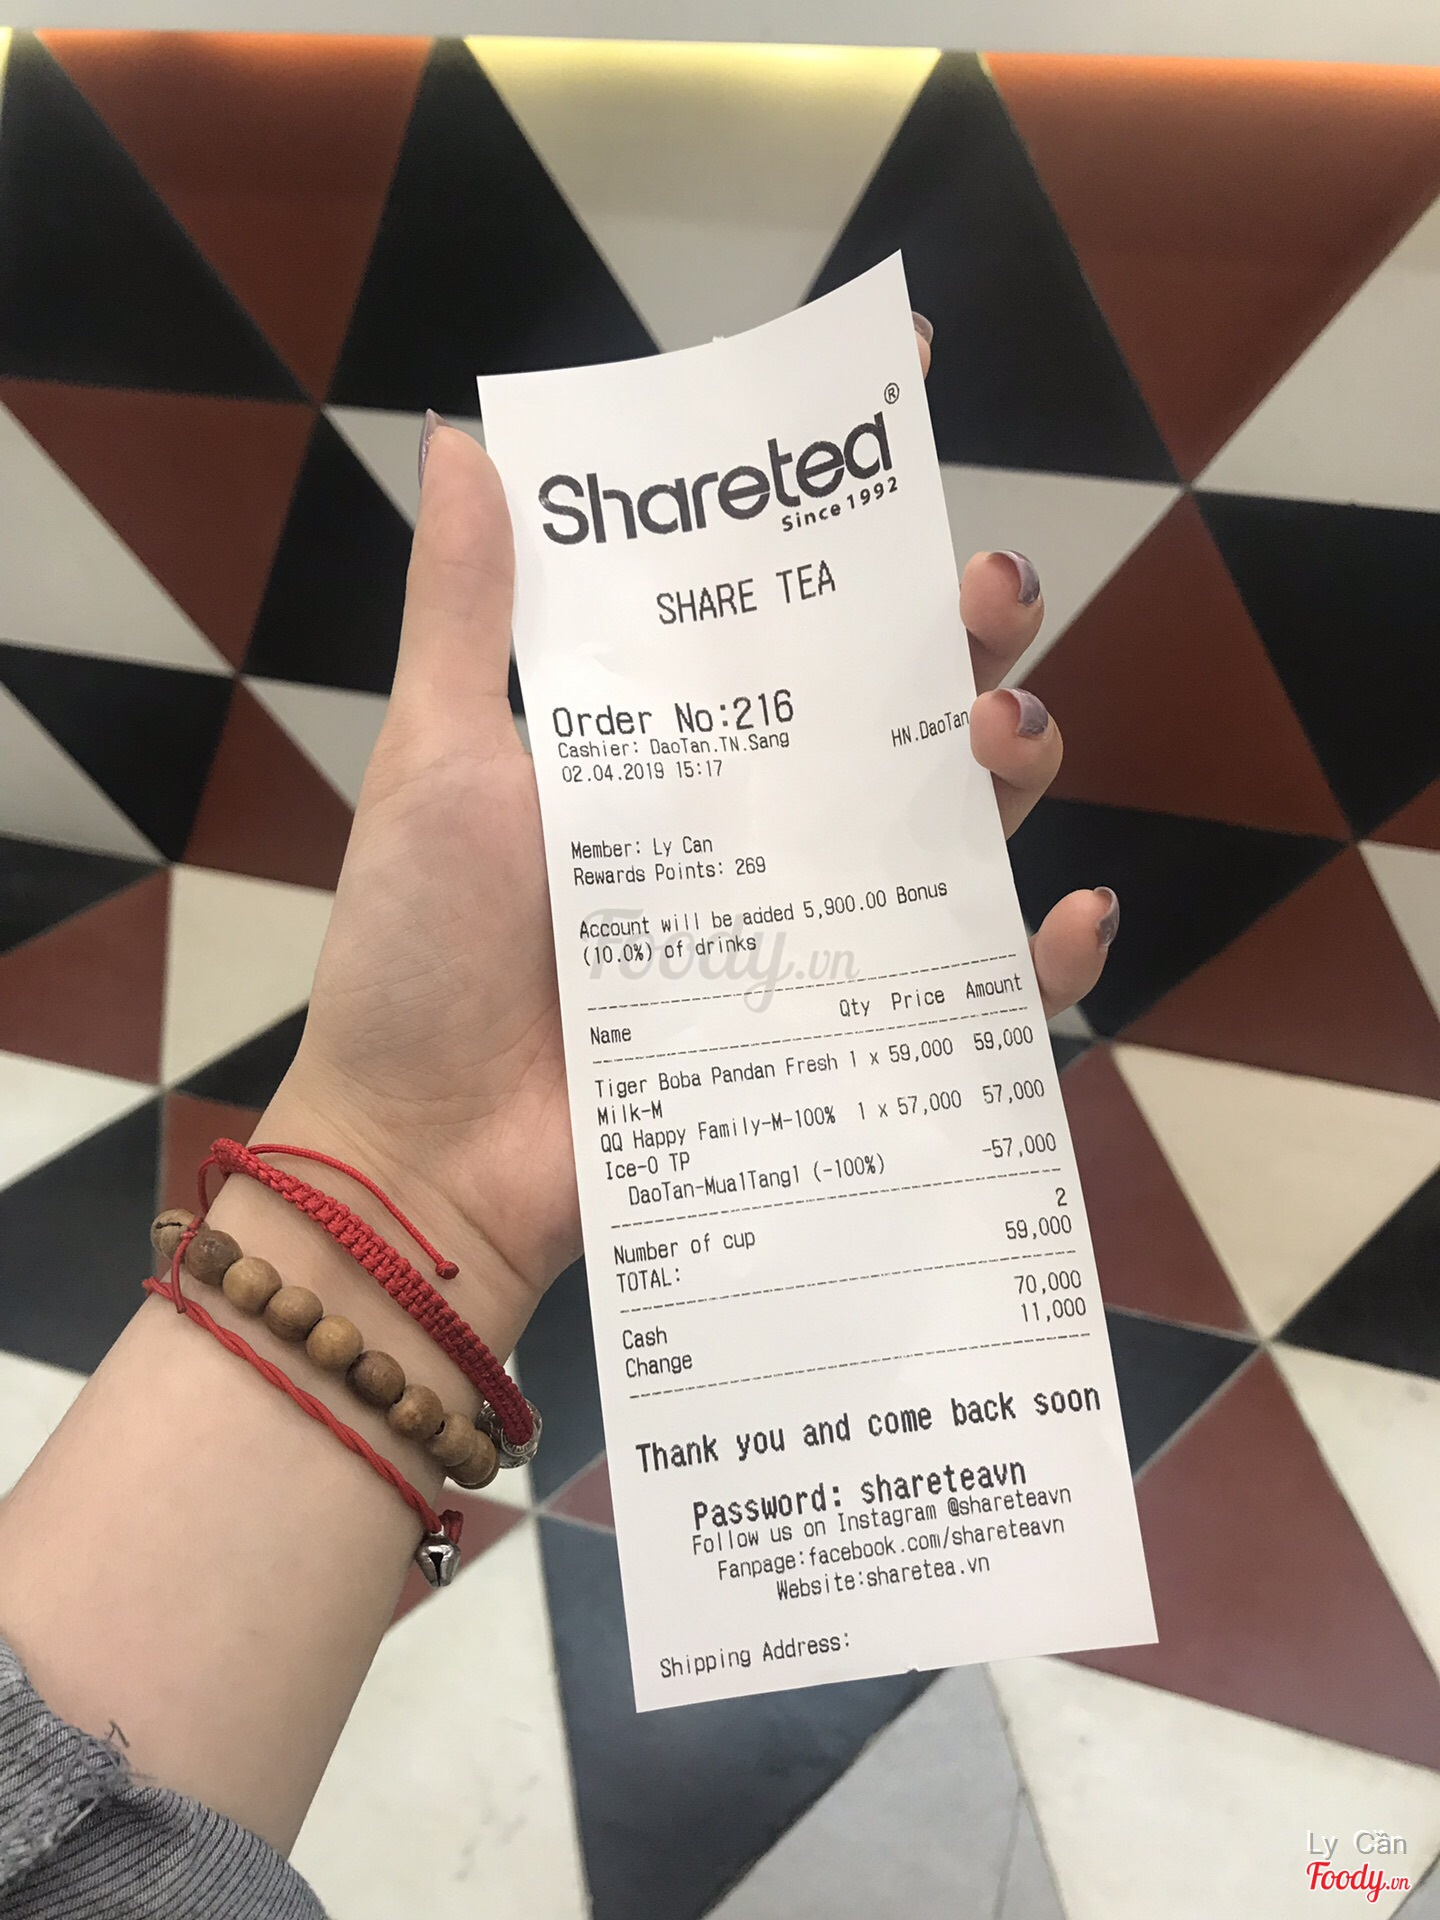 Sharetea®
Since 1992
SHARE TEA
Order No:216
Cashier: DaoTan.TN.Sang
HN.DaoTan
02.04.2019 15:17
Member: Ly Can
Rewards Points: 269
Account will be added 5,900.00 Bonus
(10.0%) of drinks
Name Qty Price Amount
Tiger Boba Pandan Fresh 1 x 59,000 59,000
Milk-M
QQ Happy Family-M-100% 1 x 57,000 57,000
Ice-0 TP
DaoTan-Mua1Tang1 (-100%) -57,000
Number of cup 2
TOTAL: 59,000
Cash 70,000
Change 11,000
Thank you and come back soon
Password: shareteavn
Follow us on Instagram @shareteavn
Fanpage:facebook.com/shareteavn
Website:sharetea.vn
Shipping Address:
Foody.vn
Ly Cần
Foody.vn